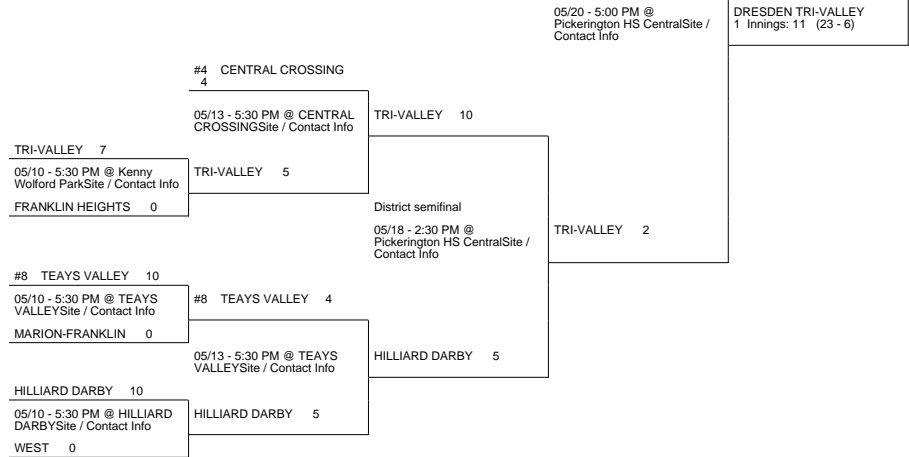 05/20 - 5:00 PM @
Pickerington HS CentralSite /
Contact Info
DRESDEN TRI-VALLEY
1 Innings: 11 (23 - 6)
#4 CENTRAL CROSSING
4
05/13 - 5:30 PM @ CENTRAL
CROSSINGSite / Contact Info
TRI-VALLEY 10
TRI-VALLEY 7
05/10 - 5:30 PM @ Kenny
Wolford ParkSite / Contact Info
TRI-VALLEY 5
FRANKLIN HEIGHTS 0
District semifinal
05/18 - 2:30 PM @
Pickerington HS CentralSite /
Contact Info
TRI-VALLEY 2
#8 TEAYS VALLEY 10
05/10 - 5:30 PM @ TEAYS
VALLEYSite / Contact Info
#8 TEAYS VALLEY 4
MARION-FRANKLIN 0
05/13 - 5:30 PM @ TEAYS
VALLEYSite / Contact Info
HILLIARD DARBY 5
HILLIARD DARBY 10
05/10 - 5:30 PM @ HILLIARD
DARBYSite / Contact Info
HILLIARD DARBY 5
WEST 0